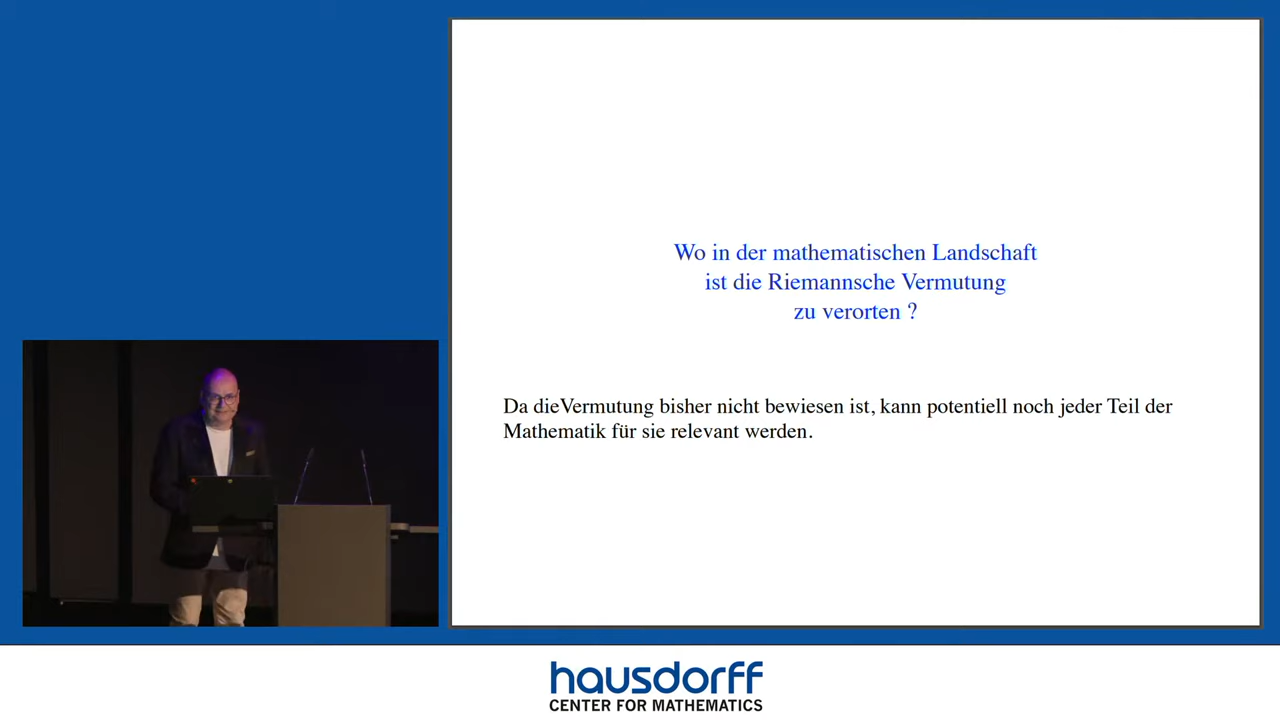 Wo in der mathematischen Landschaft
ist die Riemannsche Vermutung
zu verorten ?
Da dieVermutung bisher nicht bewiesen ist, kann potentiell noch jeder Teil der
Mathematik für sie relevant werden.
hausdorff
CENTER FOR MATHEMATICS